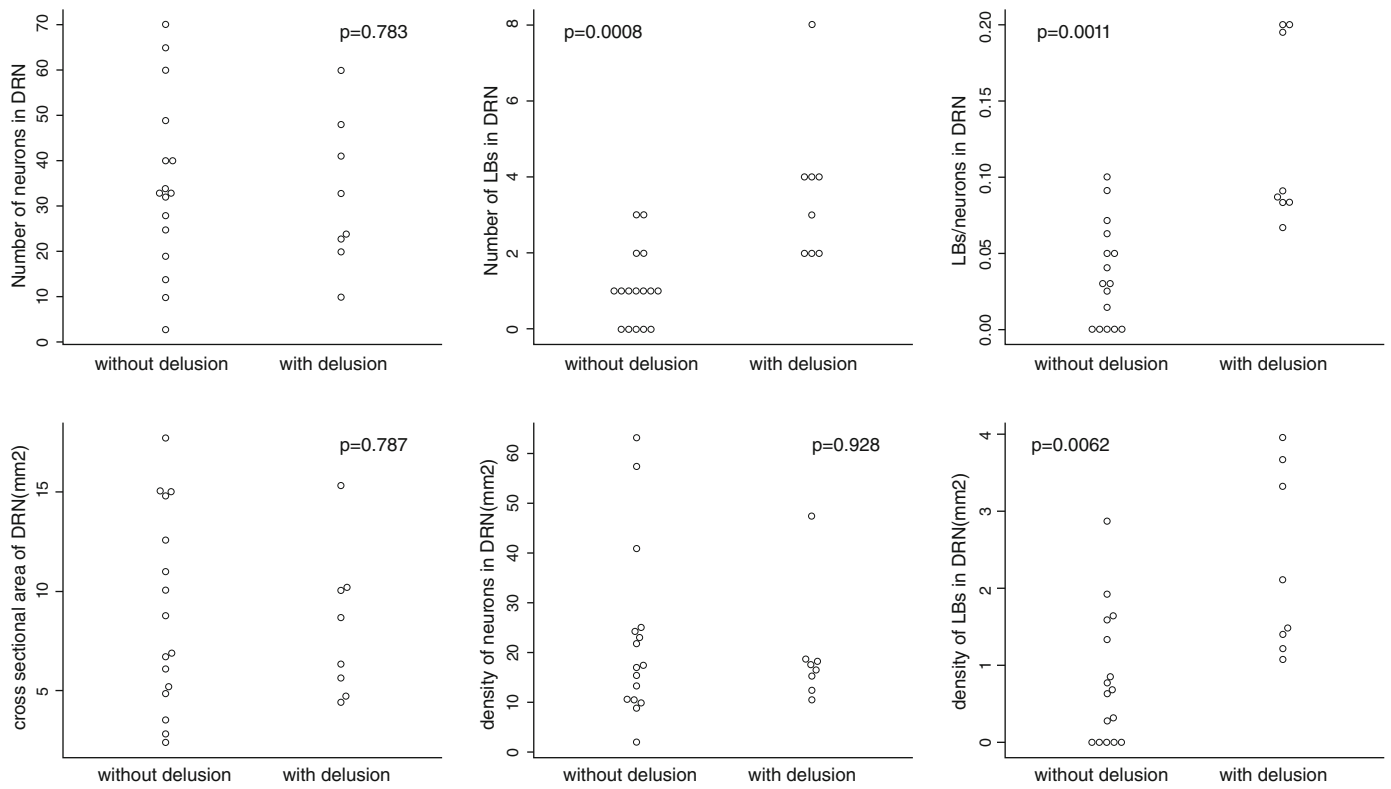 Number of neurons in DRN
70
60
50
40
30
20
10
0
p=0.783
without delusion
with delusion
Number of LBs in DRN
8
6
4
2
0
p=0.0008
without delusion
with delusion
LBs/neurons in DRN
0.20
0.15
0.10
0.05
0.00
p=0.0011
without delusion
with delusion
cross sectional area of DRN(mm2)
15
10
5
p=0.787
without delusion
with delusion
density of neurons in DRN(mm2)
60
50
40
30
20
10
0
p=0.928
without delusion
with delusion
density of LBs in DRN(mm2)
4
3
2
1
0
p=0.0062
without delusion
with delusion